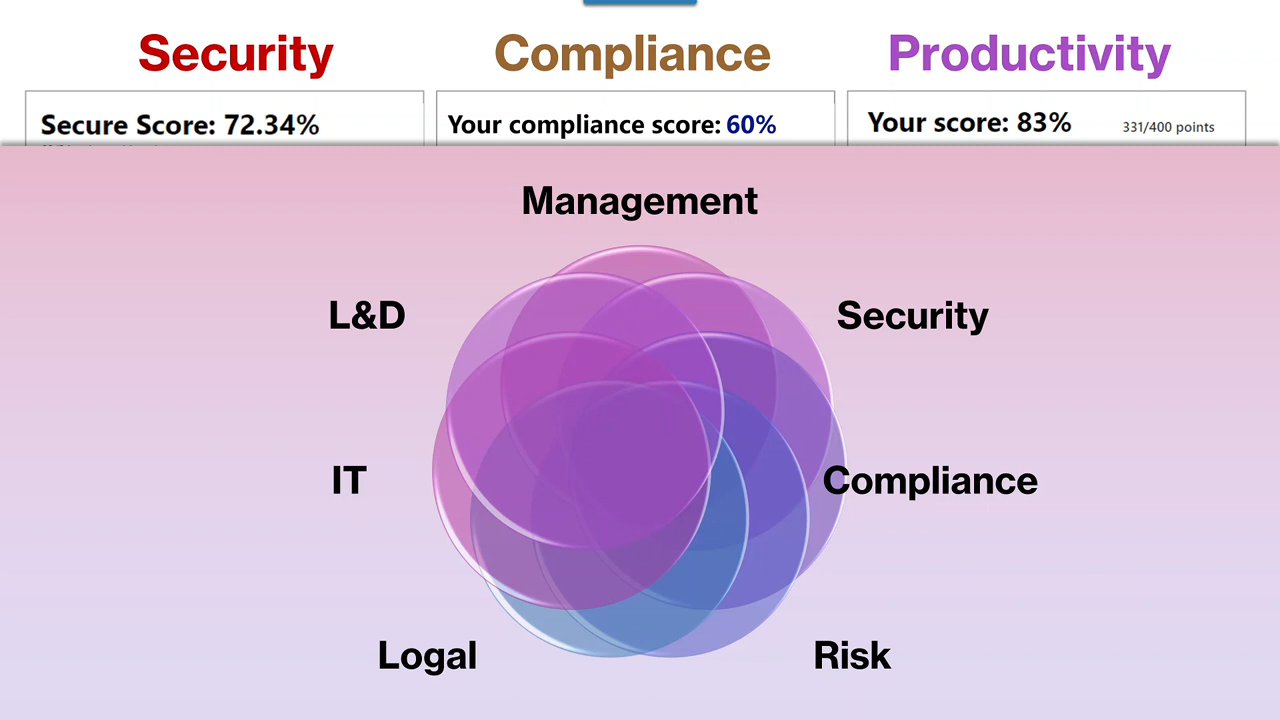 Security Compliance Productivity
Secure Score: 72.34% Your compliance score: 60% Your score: 83% 331/400 points
Management
L&D Security
IT Compliance
Logal Risk